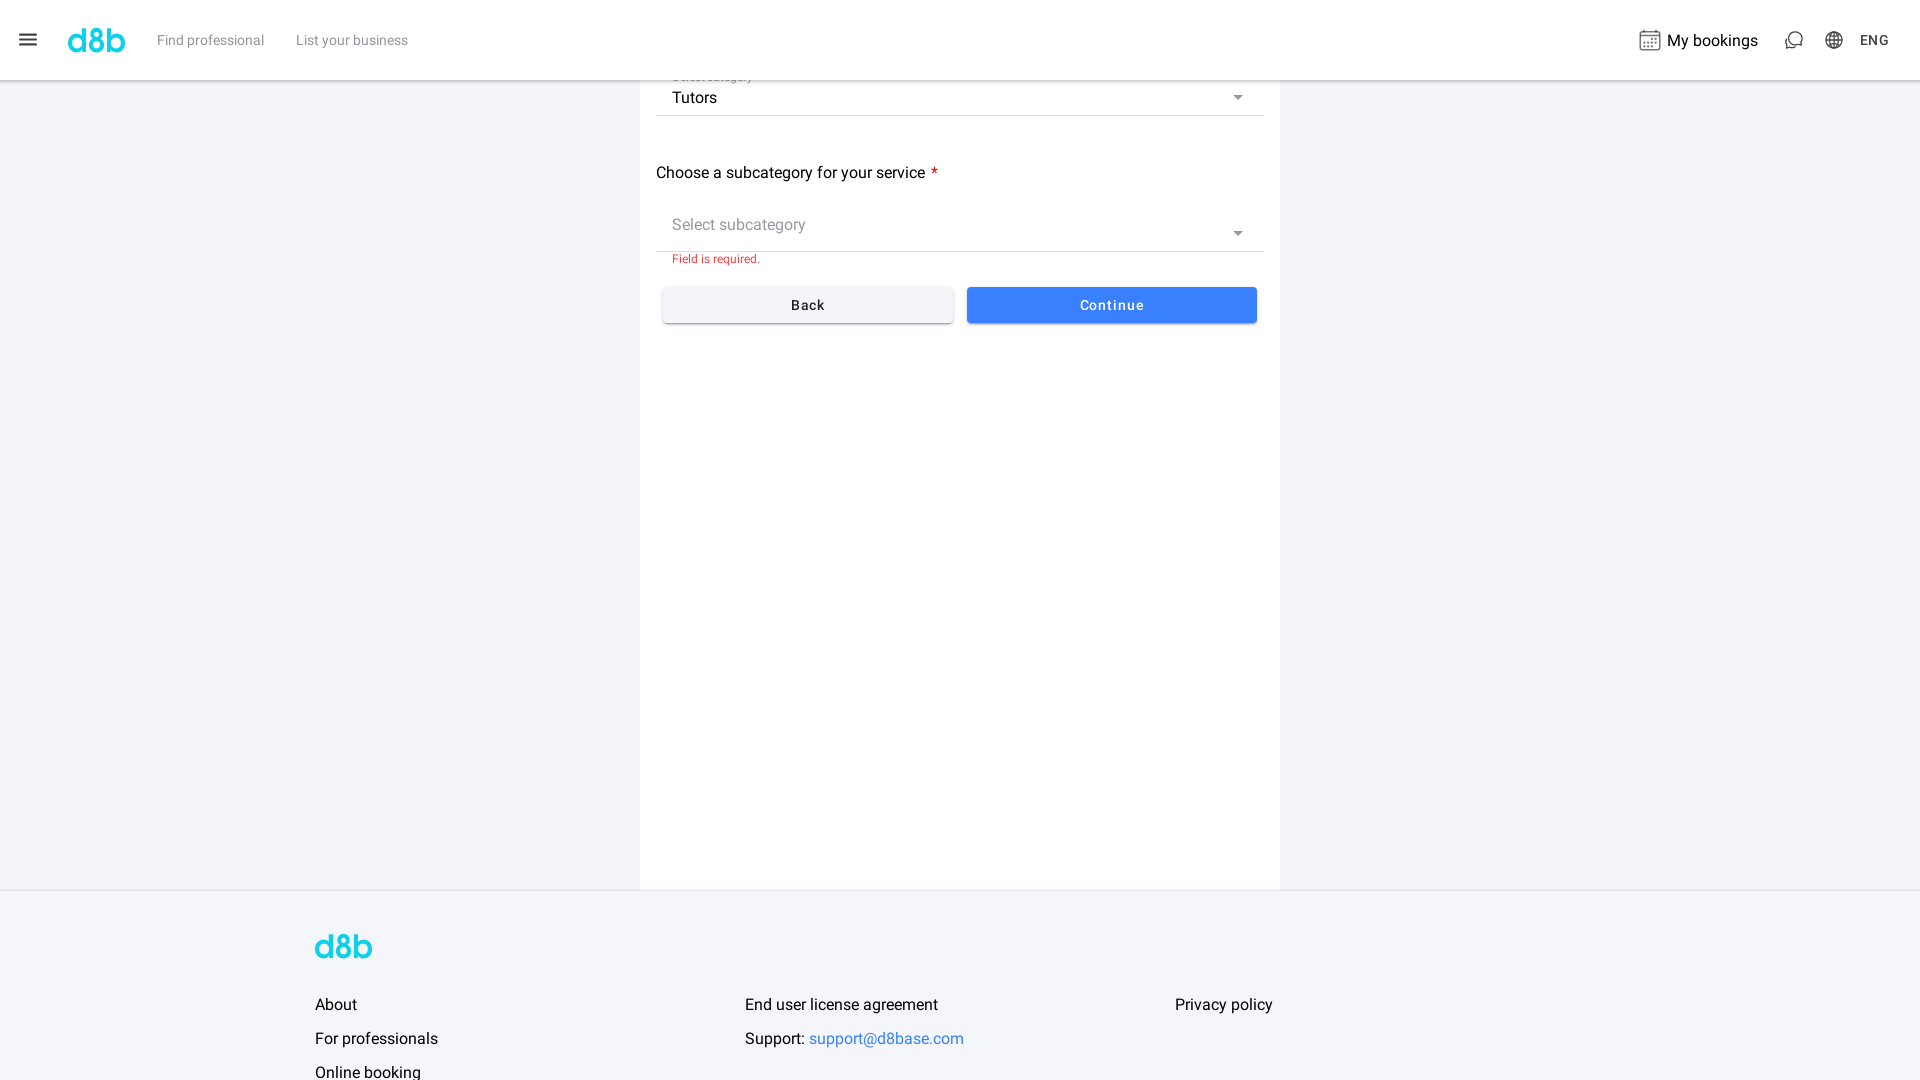 d8b
Find professional
List your business
My bookings
ENG
Tutors
Choose a subcategory for your service *
Select subcategory
Field is required.
Back
Continue
d8b
About
End user license agreement
Privacy policy
For professionals
Support: support@d8base.com
Online booking